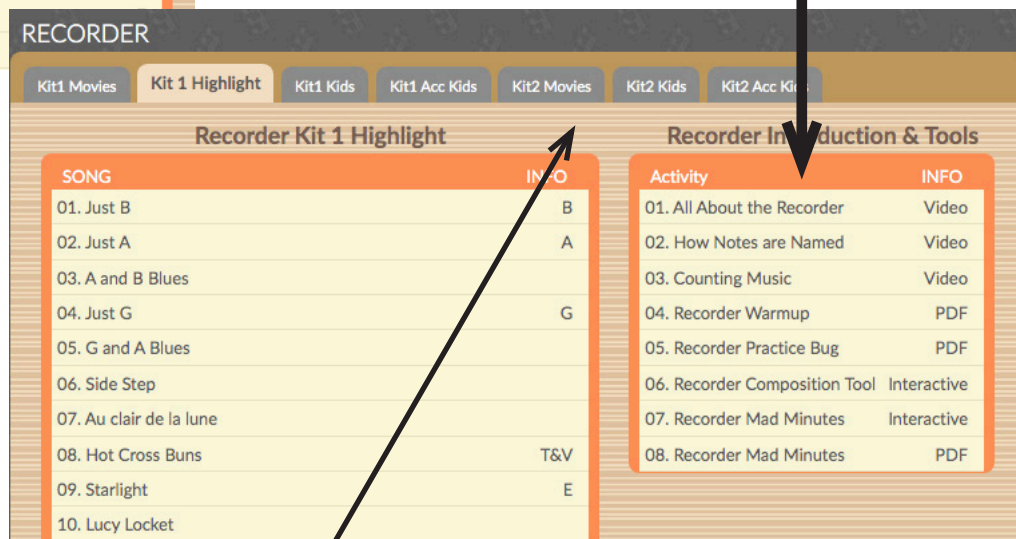 RECORDER
Kit1 Movies Kit 1 Highlight Kit1 Kids Kit1 Acc Kids Kit2 Movies Kit2 Kids Kit2 Acc Kids
Recorder Kit 1 Highlight
SONG INFO
01. Just B B
02. Just A A
03. A and B Blues
04. Just G G
05. G and A Blues
06. Side Step
07. Au clair de la lune
08. Hot Cross Buns T&V
09. Starlight E
10. Lucy Locket
Recorder Introduction & Tools
Activity INFO
01. All About the Recorder Video
02. How Notes are Named Video
03. Counting Music Video
04. Recorder Warmup PDF
05. Recorder Practice Bug PDF
06. Recorder Composition Tool Interactive
07. Recorder Mad Minutes Interactive
08. Recorder Mad Minutes PDF